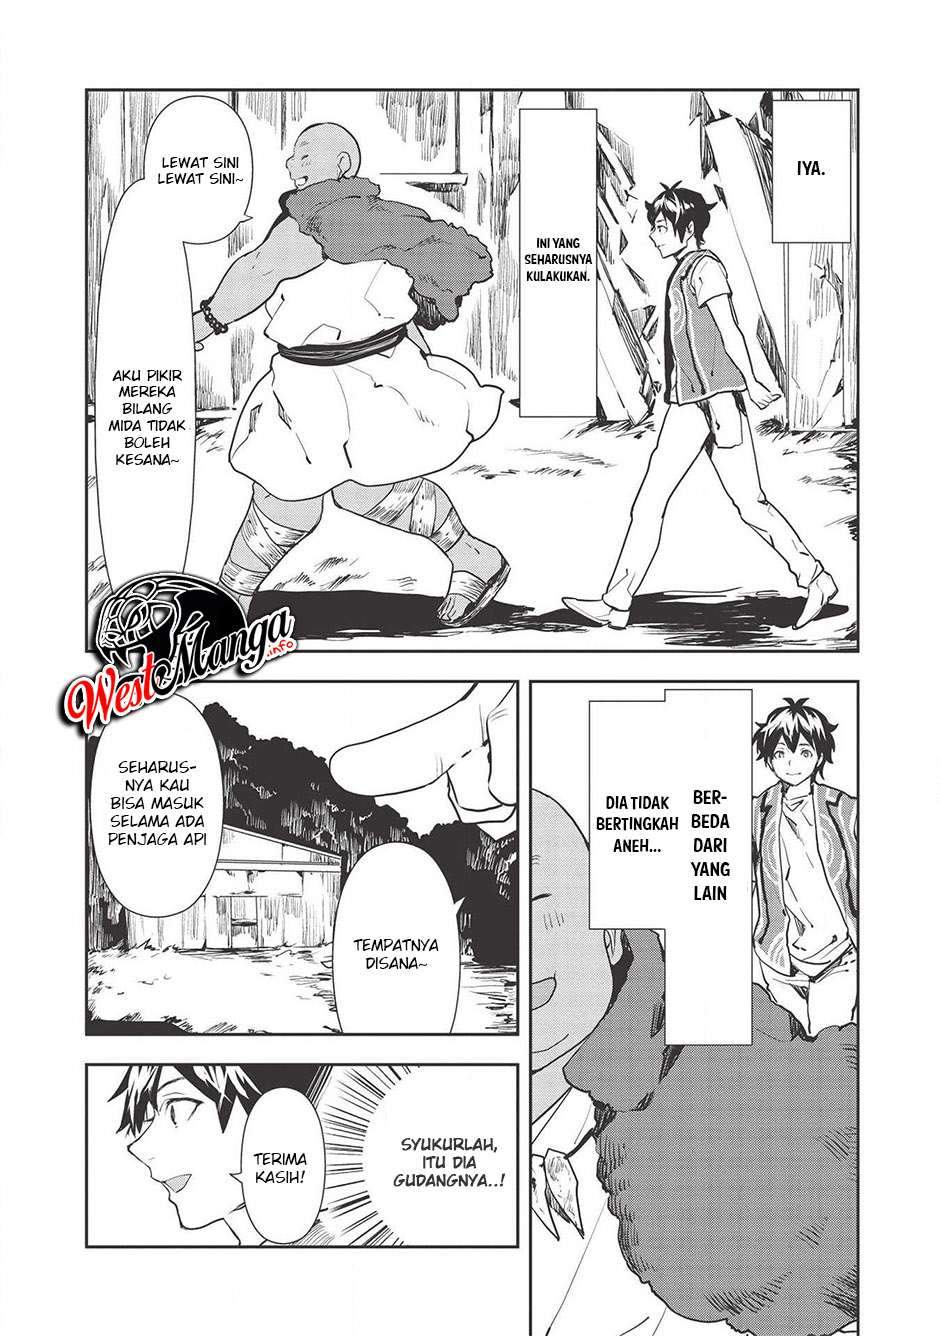 IYA.
INI YANG
SEHARUSNYA
KULAKUKAN.
LEWAT SINI
LEWAT SINI~
AKU PIKIR
MEREKA
BILANG
MIDA TIDAK
BOLEH
KESANA~
WestManga
.info
BER-
BEDA
DARI
YANG
LAIN
DIA TIDAK
BERTINGKAH
ANEH...
SEHARUS-
NYA KAU
BISA MASUK
SELAMA ADA
PENJAGA API
TEMPATNYA
DISANA~
SYUKURLAH,
ITU DIA
GUDANGNYA..!
TERIMA
KASIH!